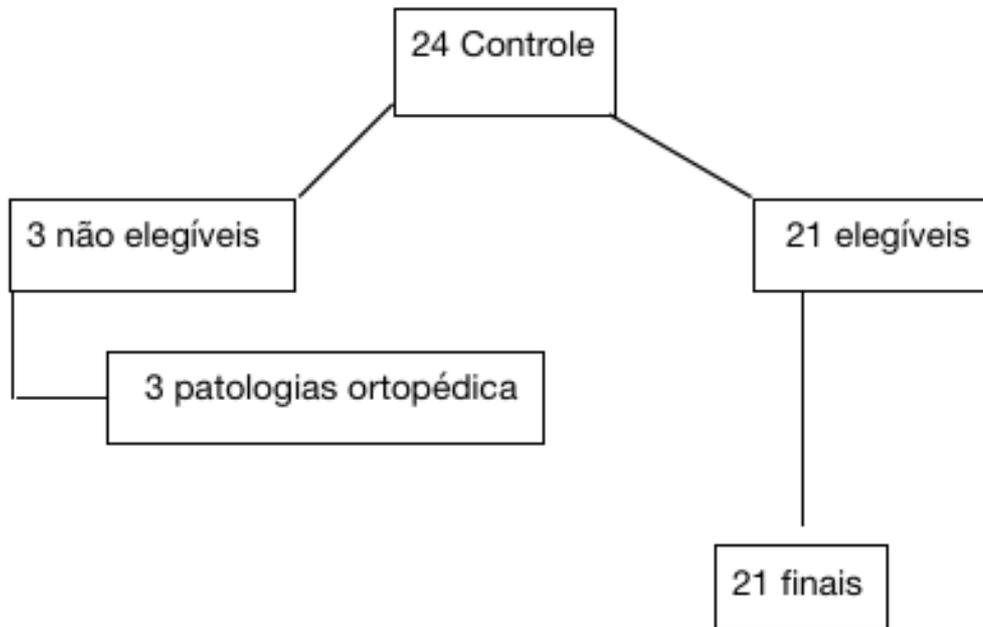 24 Controle
3 não elegíveis
21 elegíveis
3 patologias ortopédica
21 finais